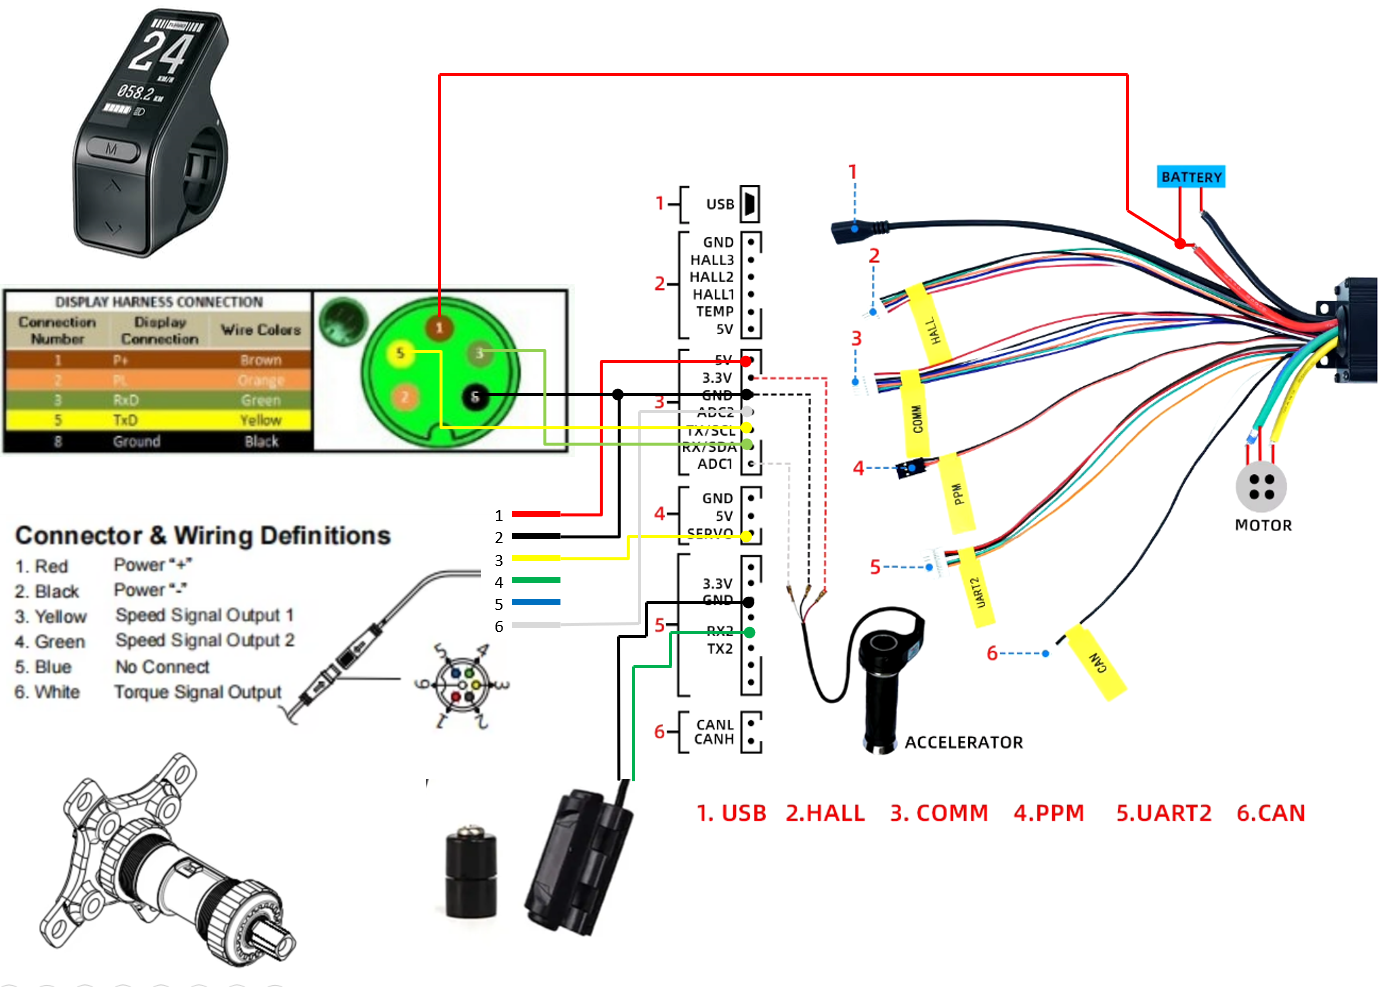 24
KM/H
058.2 KM
M
DISPLAY HARNESS CONNECTION
Connection Number Display Connection Wire Colors
1 P+ Brown
2 PL Orange
3 RxD Green
5 TxD Yellow
8 Ground Black
1
5 3
2
Connector & Wiring Definitions
1. Red Power “+”
2. Black Power “-”
3. Yellow Speed Signal Output 1
4. Green Speed Signal Output 2
5. Blue No Connect
6. White Torque Signal Output
5 4
6 3
1 2
1
2
3
4
5
6
1 USB
2
GND
HALL3
HALL2
HALL1
TEMP
5V
3
5V
3.3V
GND
ADC2
TX/SCL
RX/SDA
ADC1
4
GND
5V
SERVO
5
3.3V
GND
RX2
TX2
6
CANL
CANH
1
2
3
4
5
6
BATTERY
HALL
COMM
PPM
UART2
CAN
MOTOR
ACCELERATOR
1. USB 2.HALL 3. COMM 4.PPM 5.UART2 6.CAN